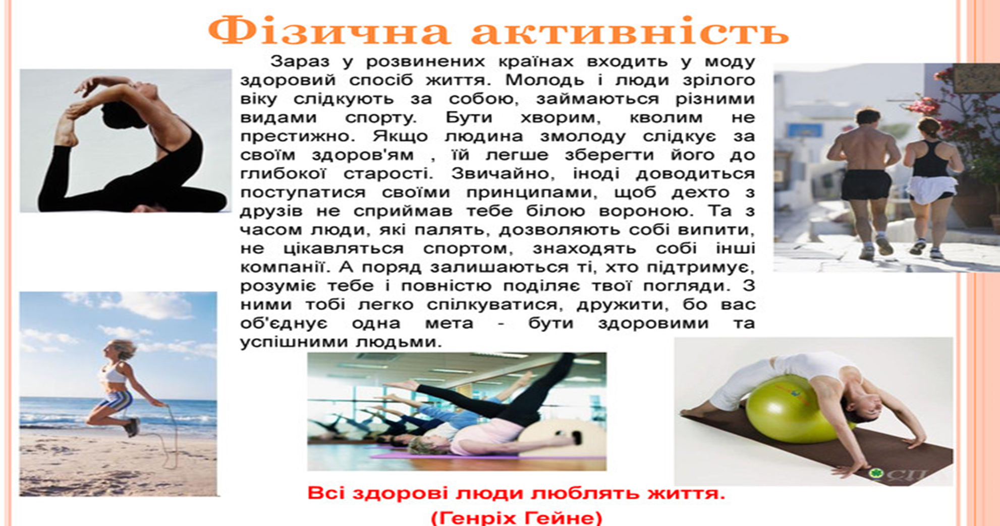 Фізична активність
Зараз у розвинених країнах входить у моду
здоровий спосіб життя. Молодь і люди зрілого
віку слідкують за собою, займаються різними
видами спорту. Бути хворим, кволим не
престижно. Якщо людина змолоду слідкує за
своїм здоров'ям , їй легше зберегти його до
глибокої старості. Звичайно, іноді доводиться
поступатися своїми принципами, щоб дехто з
друзів не сприймав тебе білою вороною. Та з
часом люди, які палять, дозволяють собі випити,
не цікавляться спортом, знаходять собі інші
компанії. А поряд залишаються ті, хто підтримує,
розуміє тебе і повністю поділяє твої погляди. З
ними тобі легко спілкуватися, дружити, бо вас
об'єднує одна мета - бути здоровими та
успішними людьми.
Всі здорові люди люблять життя.
(Генріх Гейне)